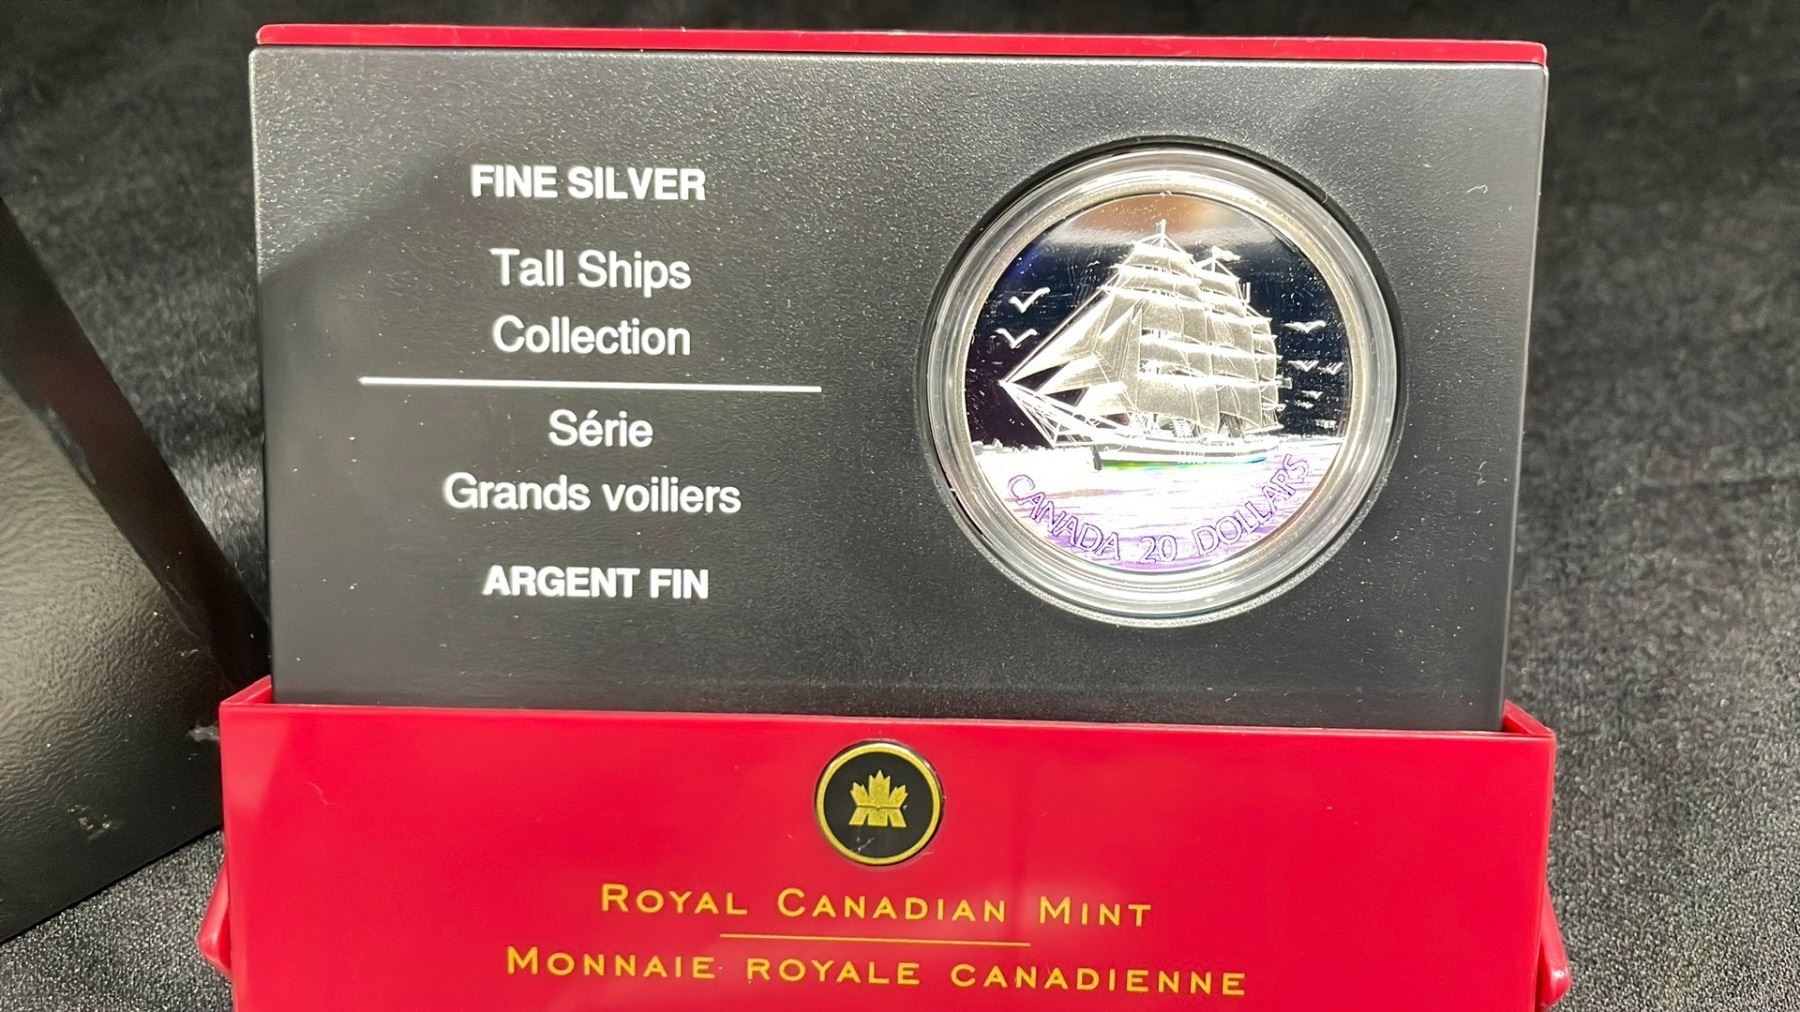 FINE SILVER
Tall Ships
Collection
Série
Grands voiliers
ARGENT FIN
CANADA 20 DOLLARS
ROYAL CANADIAN MINT
MONNAIE ROYALE CANADIENNE